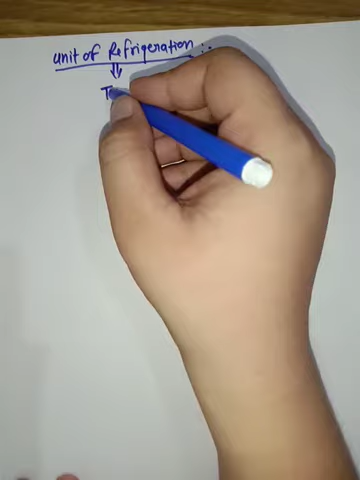 unit of Refrigeration :-
⇓
T